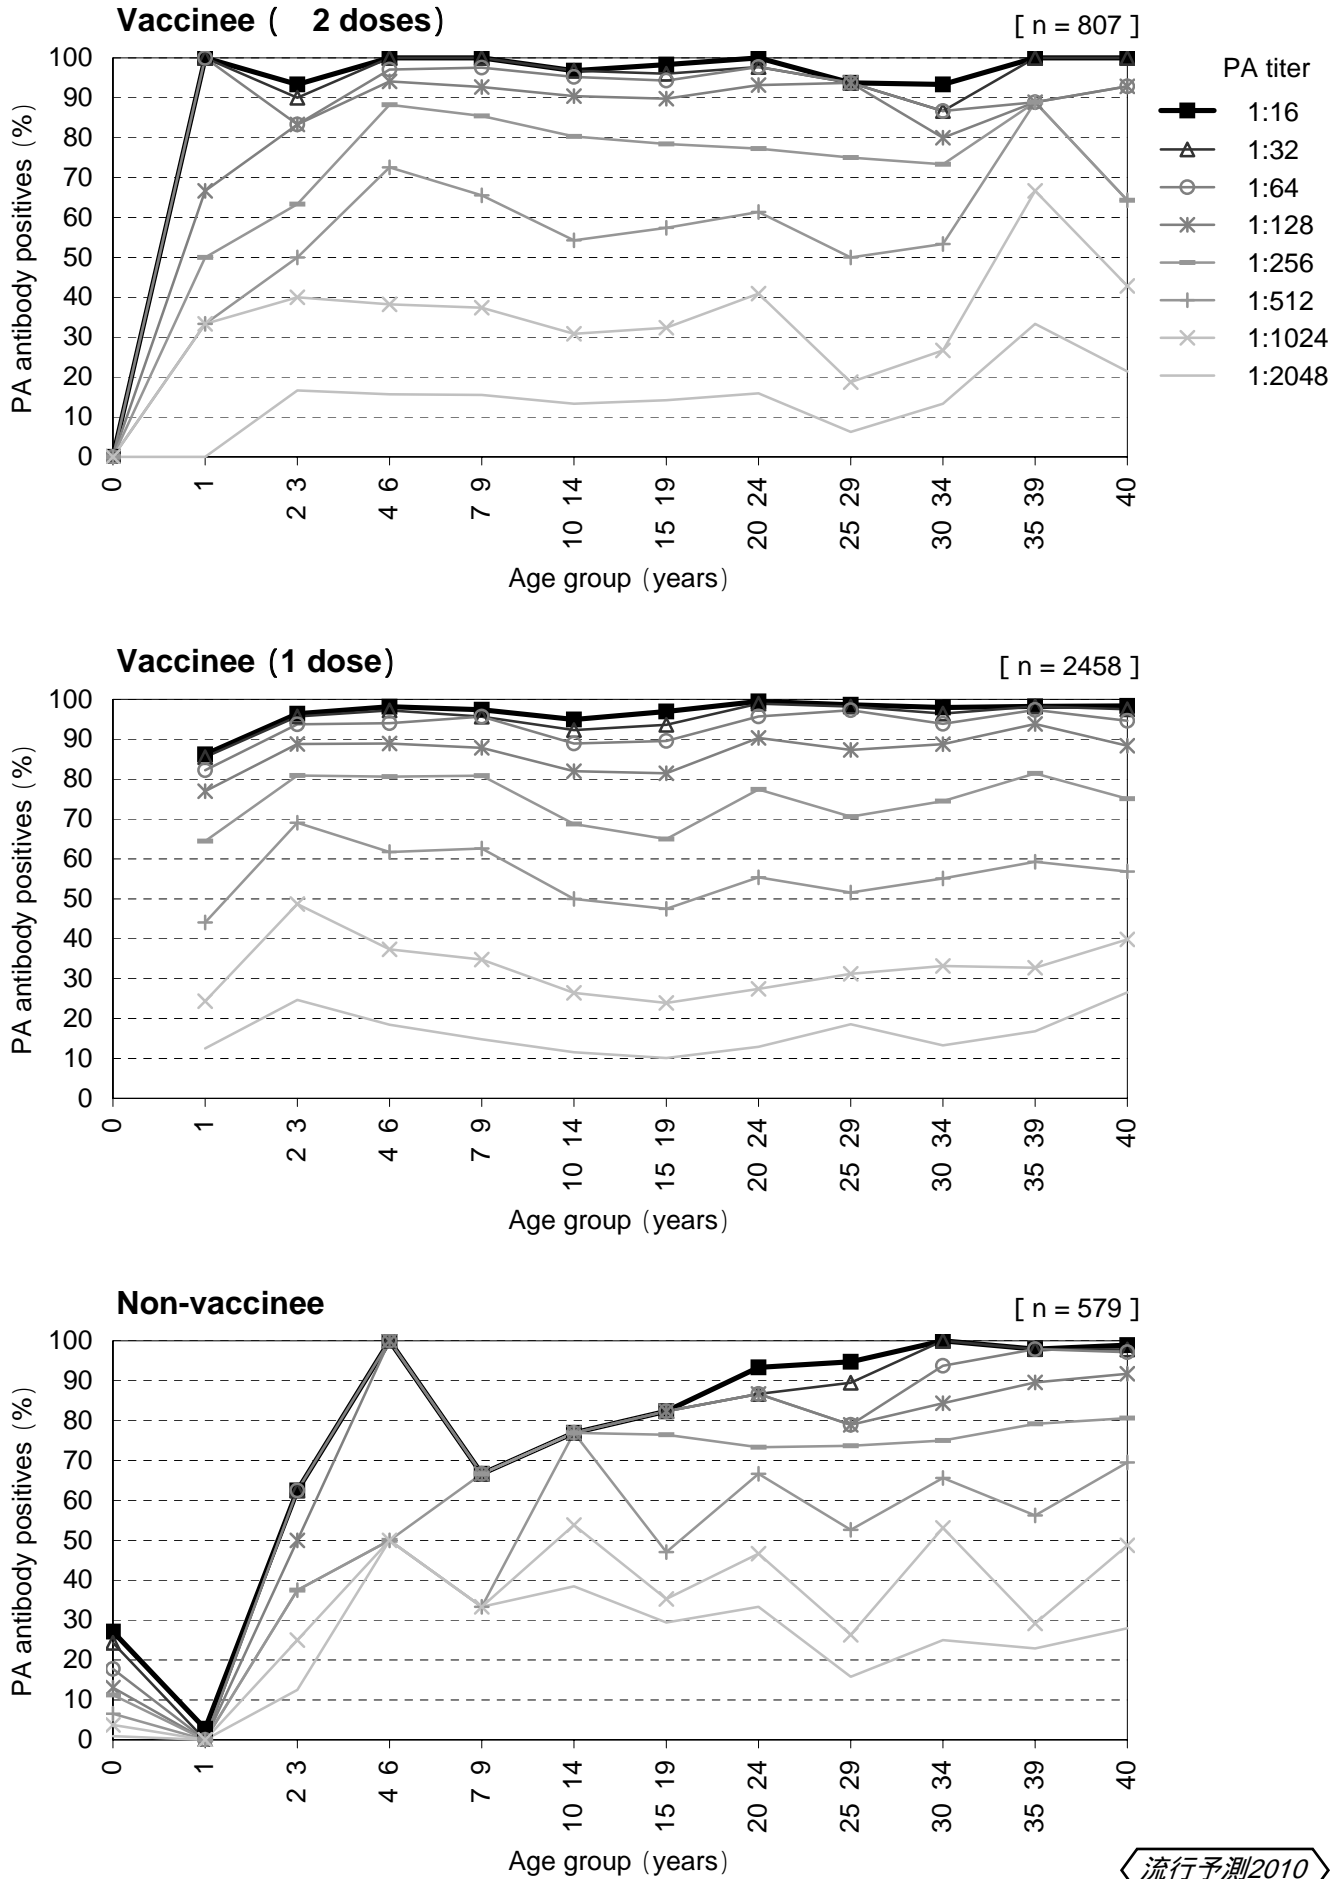 Vaccinee ( 2 doses)
[ n = 807 ]
PA antibody positives (%)
100
90
80
70
60
50
40
30
20
10
0
0 1 2 3 4 6 7 9 10 14 15 19 20 24 25 29 30 34 35 39 40
Age group (years)
PA titer
1:16
1:32
1:64
1:128
1:256
1:512
1:1024
1:2048
Vaccinee (1 dose)
[ n = 2458 ]
PA antibody positives (%)
100
90
80
70
60
50
40
30
20
10
0
0 1 2 3 4 6 7 9 10 14 15 19 20 24 25 29 30 34 35 39 40
Age group (years)
Non-vaccinee
[ n = 579 ]
PA antibody positives (%)
100
90
80
70
60
50
40
30
20
10
0
0 1 2 3 4 6 7 9 10 14 15 19 20 24 25 29 30 34 35 39 40
Age group (years)
流行予測2010